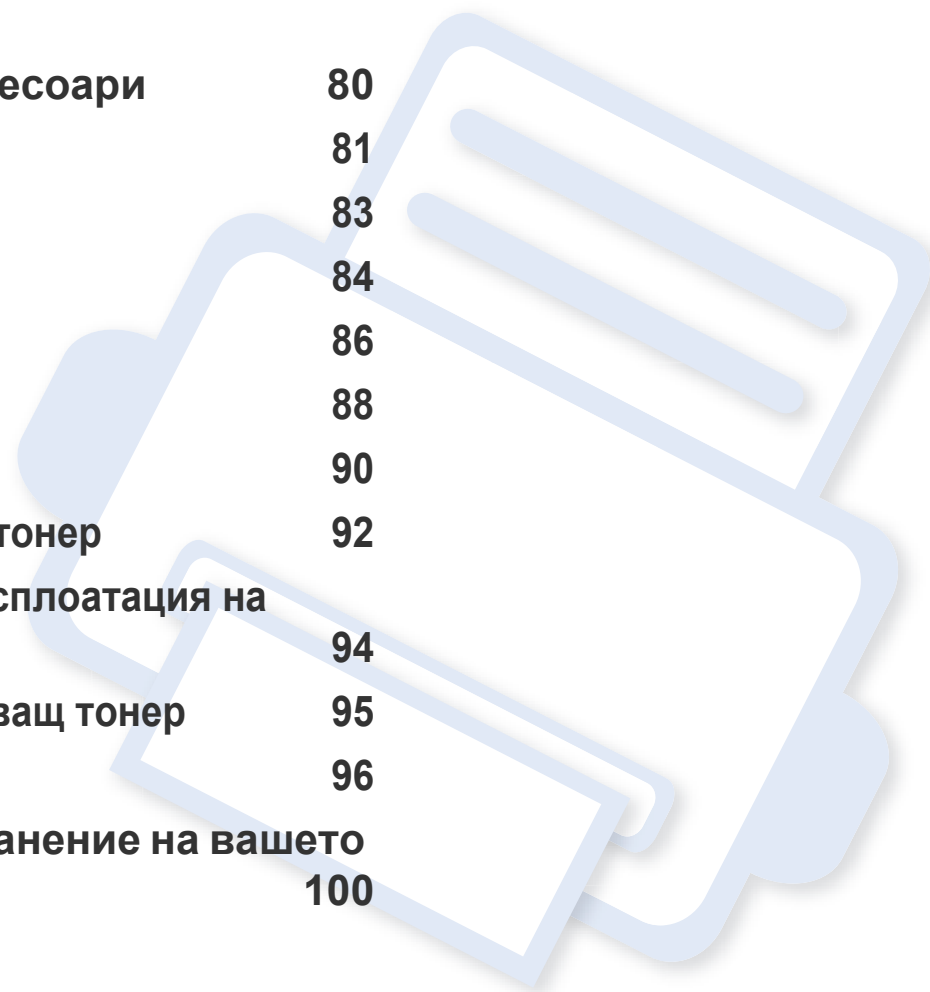 есоари 80
81
83
84
86
88
90
тонер 92
сплоатация на
94
ващ тонер 95
96
анение на вашето
100